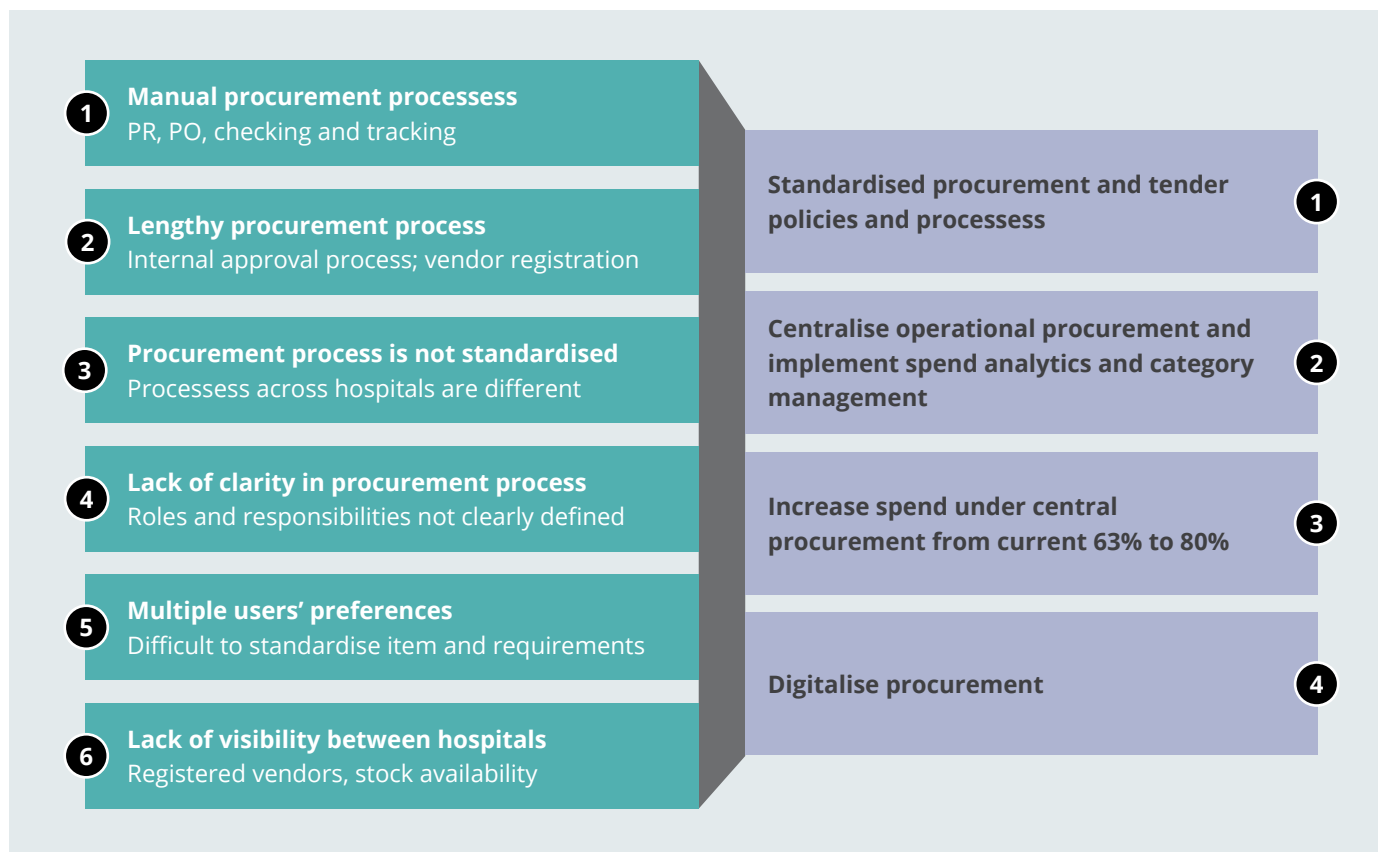 1
Manual procurement processess
PR, PO, checking and tracking
2
Lengthy procurement process
Internal approval process; vendor registration
3
Procurement process is not standardised
Processess across hospitals are different
4
Lack of clarity in procurement process
Roles and responsibilities not clearly defined
5
Multiple users’ preferences
Difficult to standardise item and requirements
6
Lack of visibility between hospitals
Registered vendors, stock availability
Standardised procurement and tender
policies and processess
1
Centralise operational procurement and
implement spend analytics and category
management
2
Increase spend under central
procurement from current 63% to 80%
3
Digitalise procurement
4